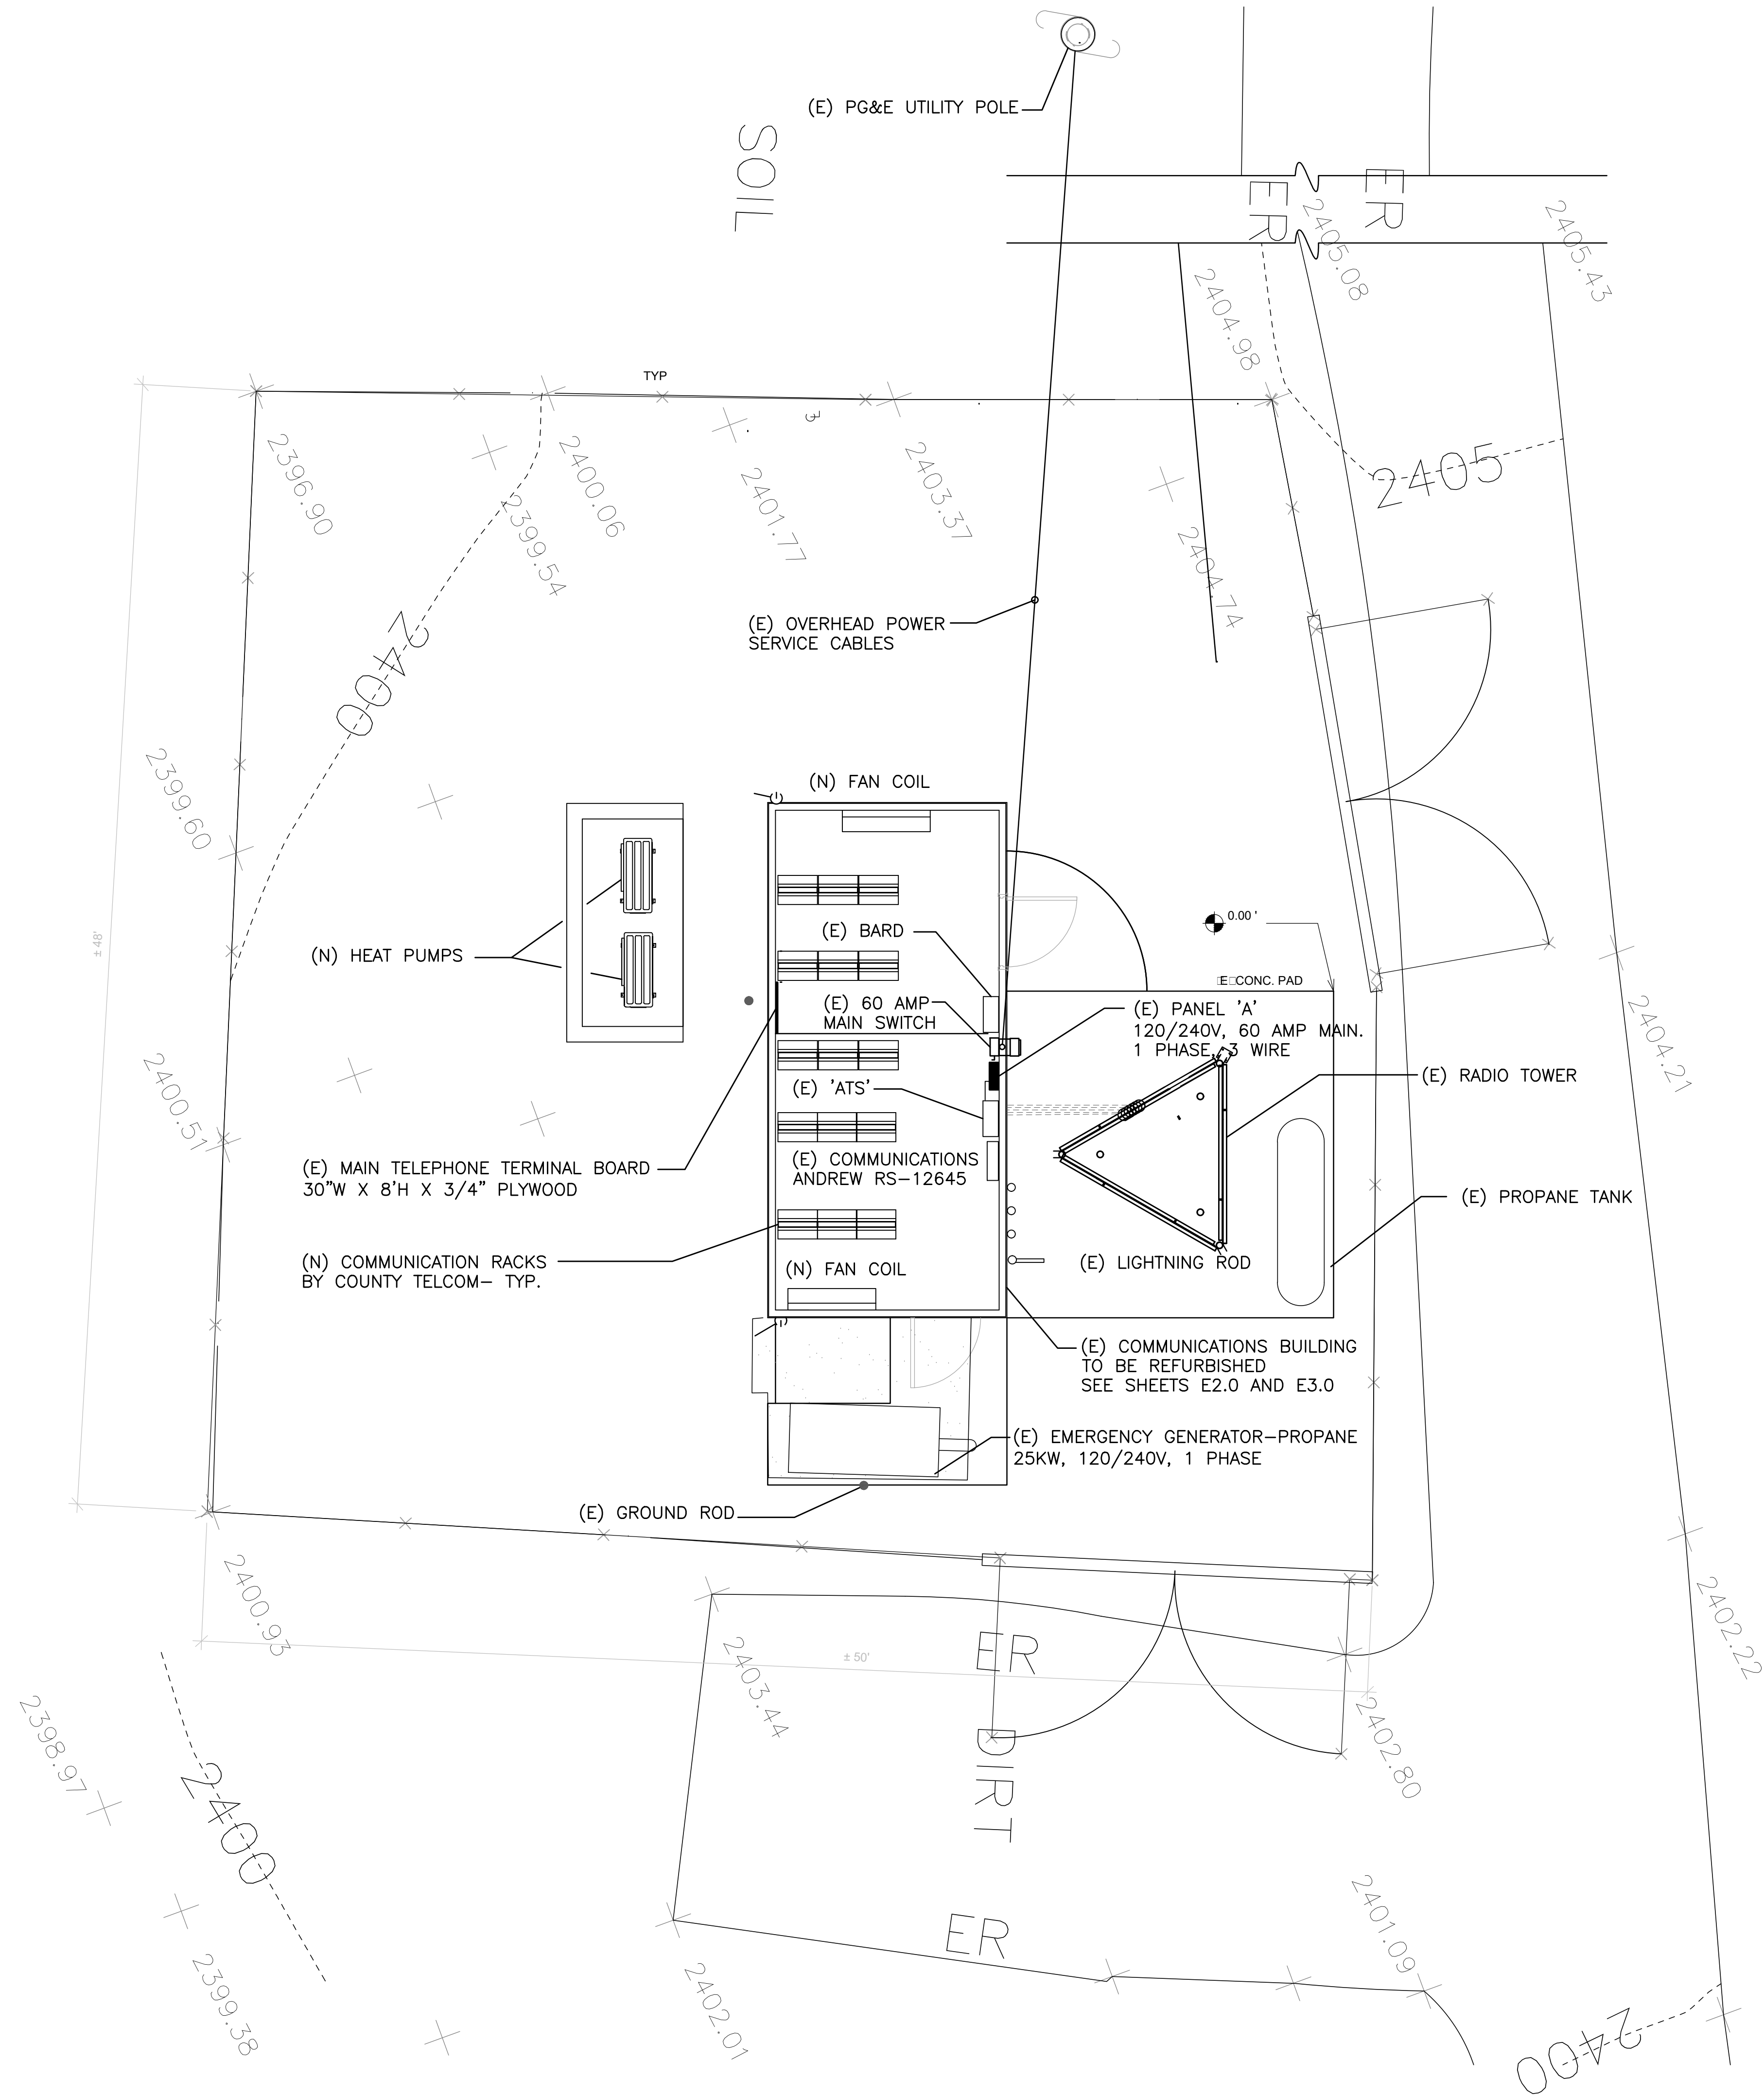 (E) PG&E UTILITY POLE
SOIL
ER
ER
2405.08
2405.43
2404.98
TYP
2396.90
2400.06
2399.54
2401.77
2403.37
2404.74
2405
2400
(E) OVERHEAD POWER
SERVICE CABLES
2399.60
(N) FAN COIL
± 48'
(N) HEAT PUMPS
(E) BARD
0.00 '
E CONC. PAD
(E) 60 AMP
MAIN SWITCH
(E) PANEL 'A'
120/240V, 60 AMP MAIN.
1 PHASE, 3 WIRE
2404.21
2400.51
(E) 'ATS'
(E) RADIO TOWER
(E) MAIN TELEPHONE TERMINAL BOARD
30"W X 8'H X 3/4" PLYWOOD
(E) COMMUNICATIONS
ANDREW RS-12645
(E) PROPANE TANK
(N) COMMUNICATION RACKS
BY COUNTY TELCOM- TYP.
(N) FAN COIL
(E) LIGHTNING ROD
(E) COMMUNICATIONS BUILDING
TO BE REFURBISHED
SEE SHEETS E2.0 AND E3.0
(E) EMERGENCY GENERATOR-PROPANE
25KW, 120/240V, 1 PHASE
(E) GROUND ROD
2400.93
2403.44
ER
± 50'
2402.22
2398.97
2400
DIRT
2402.80
ER
2401.09
2399.38
2402.01
2400